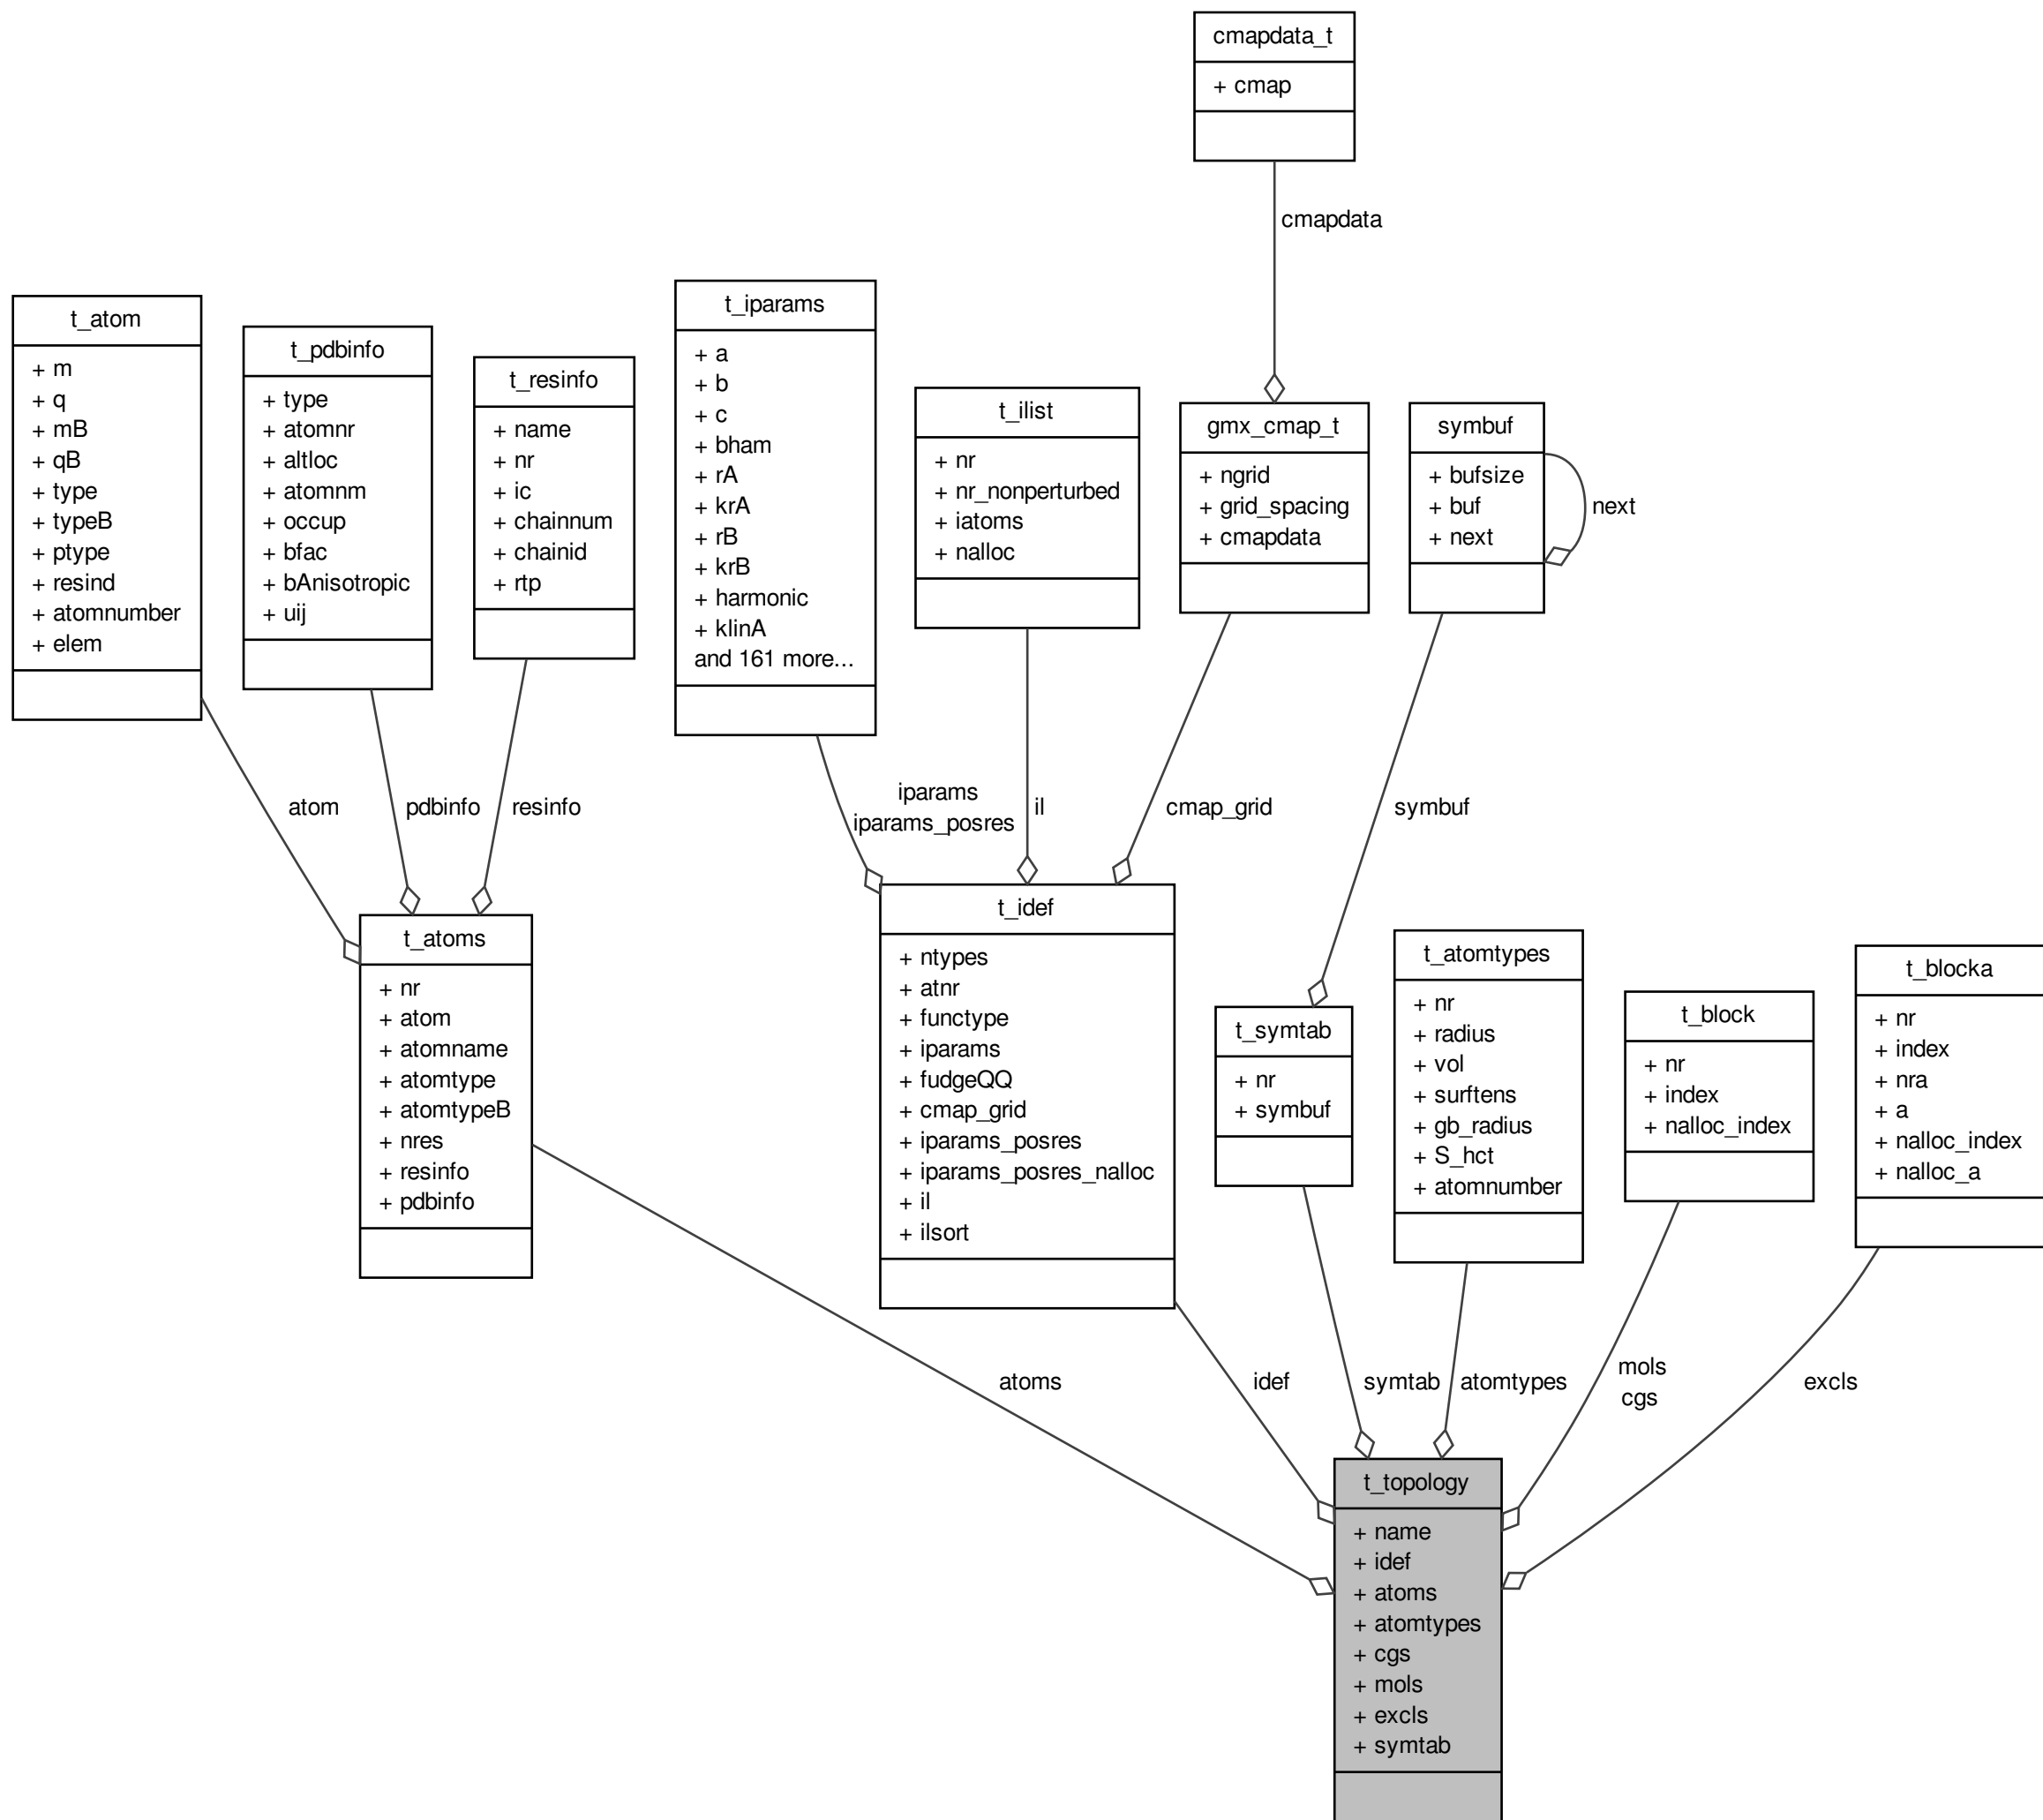 cmapdata_t
+ cmap
cmapdata
t_atom
+ m
+ q
+ mB
+ qB
+ type
+ typeB
+ ptype
+ resind
+ atomnumber
+ elem
t_pdbinfo
+ type
+ atomnr
+ altloc
+ atomnm
+ occup
+ bfac
+ bAnisotropic
+ uij
t_resinfo
+ name
+ nr
+ ic
+ chainnum
+ chainid
+ rtp
t_iparams
+ a
+ b
+ c
+ bham
+ rA
+ krA
+ rB
+ krB
+ harmonic
+ klinA
and 161 more...
t_ilist
+ nr
+ nr_nonperturbed
+ iatoms
+ nalloc
gmx_cmap_t
+ ngrid
+ grid_spacing
+ cmapdata
symbuf
+ bufsize
+ buf
+ next
next
atom
pdbinfo
resinfo
iparams
iparams_posres
il
cmap_grid
symbuf
t_atoms
+ nr
+ atom
+ atomname
+ atomtype
+ atomtypeB
+ nres
+ resinfo
+ pdbinfo
t_idef
+ ntypes
+ atnr
+ functype
+ iparams
+ fudgeQQ
+ cmap_grid
+ iparams_posres
+ iparams_posres_nalloc
+ il
+ ilsort
t_symtab
+ nr
+ symbuf
t_atomtypes
+ nr
+ radius
+ vol
+ surftens
+ gb_radius
+ S_hct
+ atomnumber
t_block
+ nr
+ index
+ nalloc_index
t_blocka
+ nr
+ index
+ nra
+ a
+ nalloc_index
+ nalloc_a
atoms
idef
symtab
atomtypes
mols
cgs
excls
t_topology
+ name
+ idef
+ atoms
+ atomtypes
+ cgs
+ mols
+ excls
+ symtab